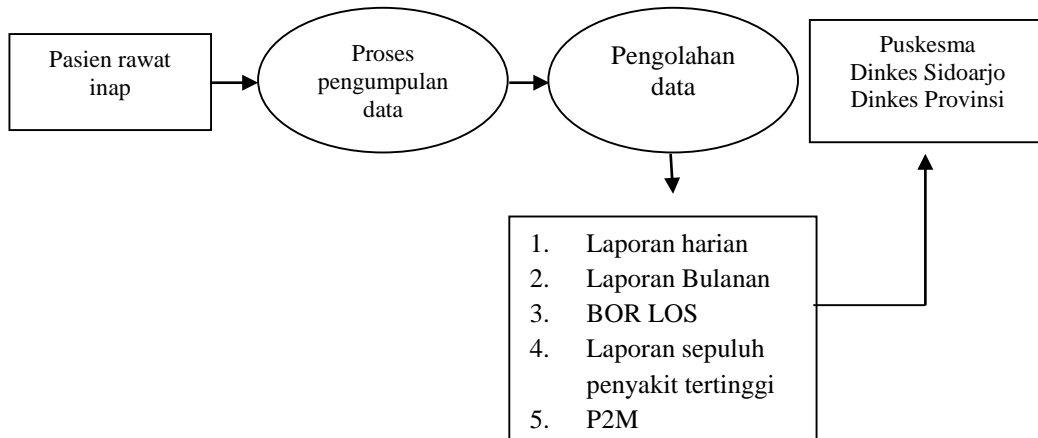 Pasien rawat
inap
Proses
pengumpulan
data
Pengolahan
data
Puskesma
Dinkes Sidoarjo
Dinkes Provinsi
1. Laporan harian
2. Laporan Bulanan
3. BOR LOS
4. Laporan sepuluh
penyakit tertinggi
5. P2M